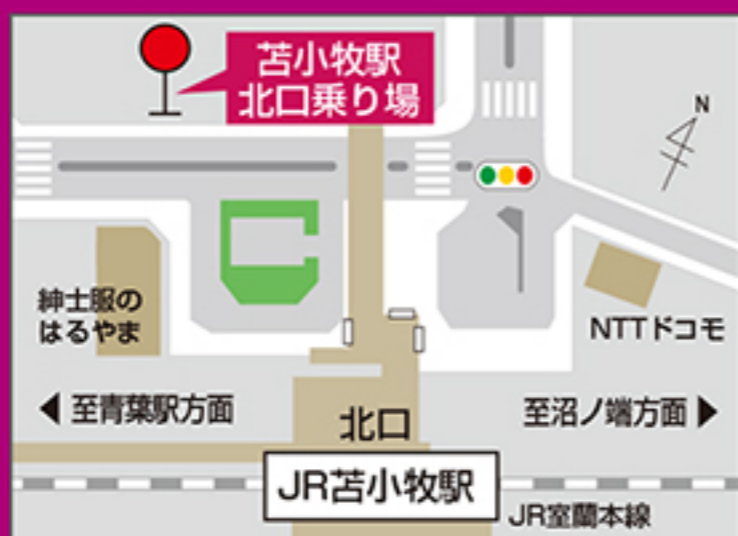 苫小牧駅
北口乗り場
N
紳士服の
はるやま
NTTドコモ
◀ 至青葉駅方面
至沼ノ端方面 ▶
北口
JR苫小牧駅
JR室蘭本線